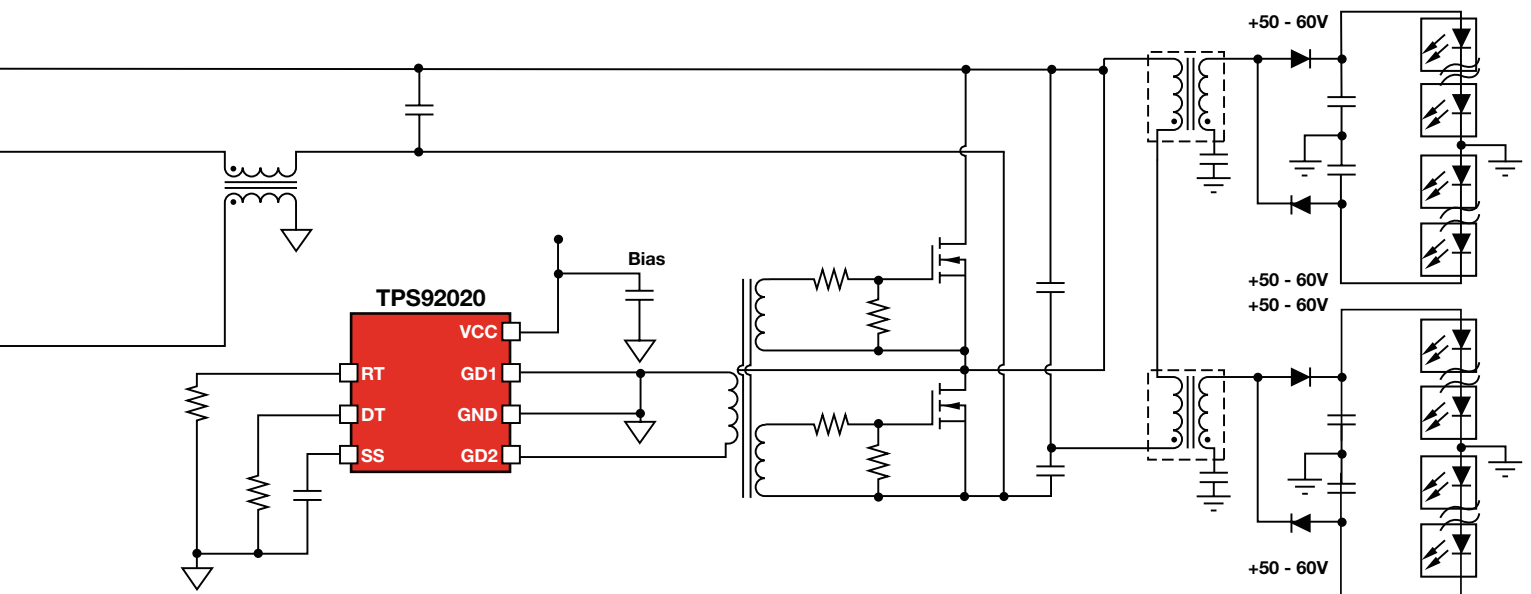 +50 - 60V
Bias
TPS92020
VCC
RT
GD1
DT
GND
SS
GD2
+50 - 60V
+50 - 60V
+50 - 60V